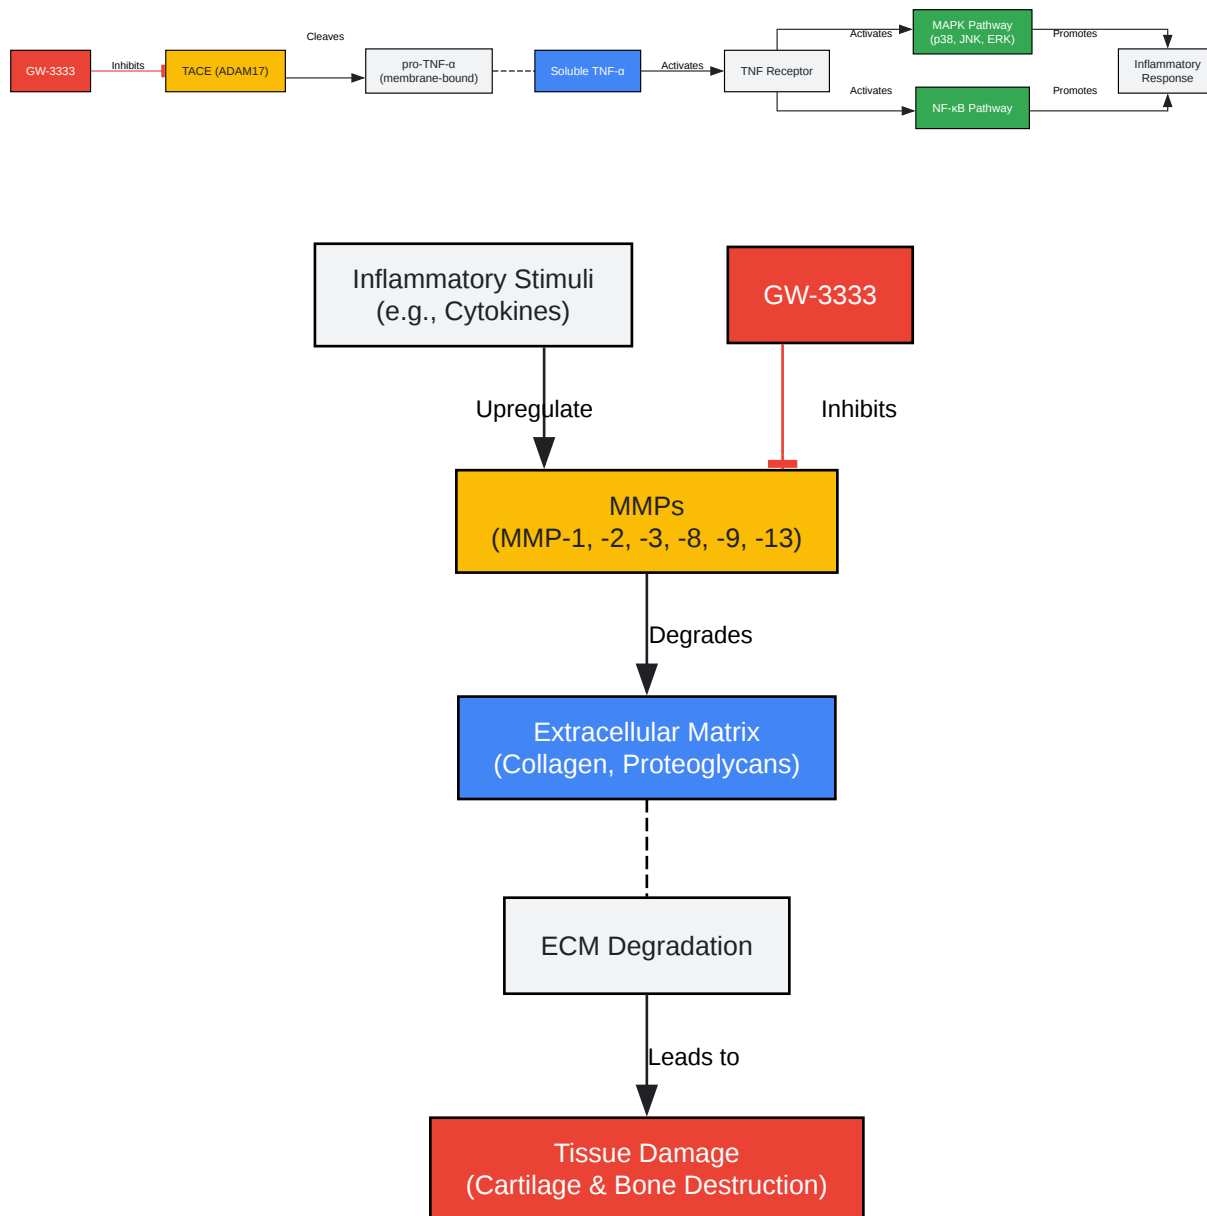 GW-3333
Inhibits
TACE (ADAM17)
Cleaves
pro-TNF-α
(membrane-bound)
Soluble TNF-α
Activates
TNF Receptor
Activates
MAPK Pathway
(p38, JNK, ERK)
Promotes
Activates
NF-κB Pathway
Promotes
Inflammatory
Response
Inflammatory Stimuli
(e.g., Cytokines)
GW-3333
Upregulate
Inhibits
MMPs
(MMP-1, -2, -3, -8, -9, -13)
Degrades
Extracellular Matrix
(Collagen, Proteoglycans)
ECM Degradation
Leads to
Tissue Damage
(Cartilage & Bone Destruction)